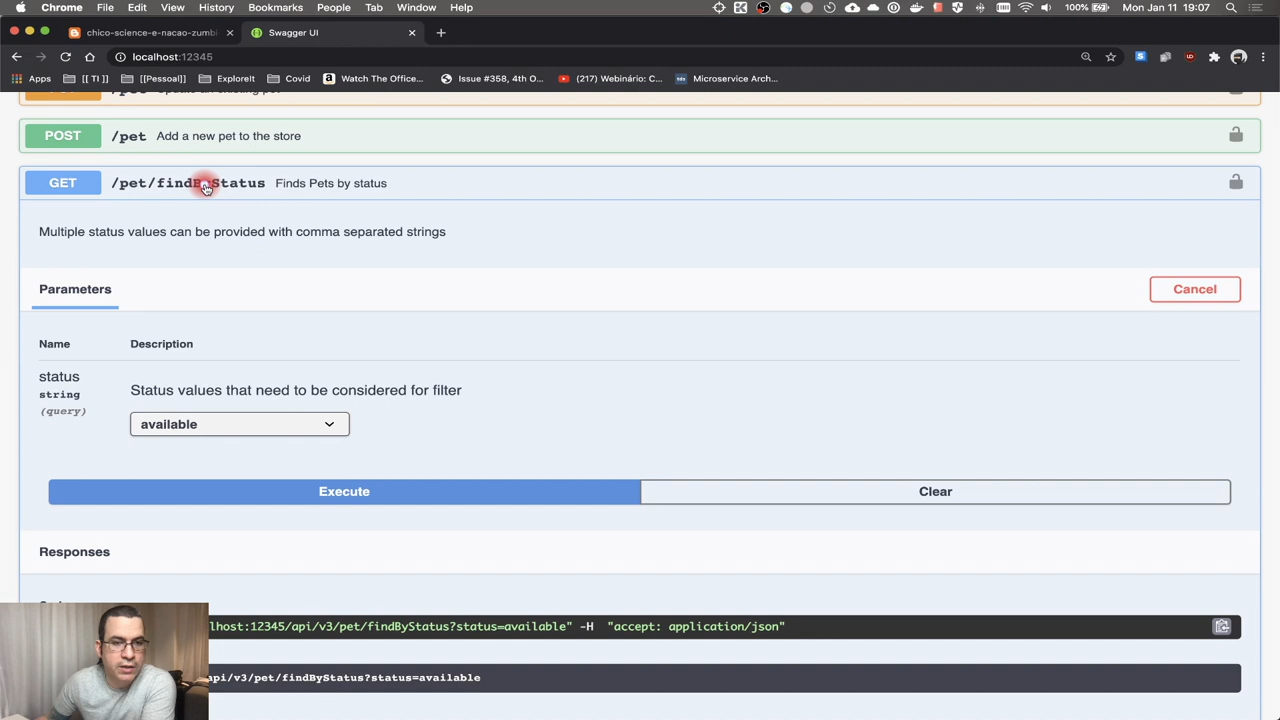 Chrome File Edit View History Bookmarks People Tab Window Help 100% Mon Jan 11 19:07
chico-science-e-nacao-zumbi Swagger UI
localhost:12345
Apps [[ TI ]] [[Pessoal]] ExploreIt Covid Watch The Office... Issue #358, 4th O... (217) Webinário: C... Microservice Arch...
/pet Update an existing pet
POST /pet Add a new pet to the store
GET /pet/findByStatus Finds Pets by status
Multiple status values can be provided with comma separated strings
Parameters Cancel
Name Description
status Status values that need to be considered for filter
string
(query)
available
Execute Clear
Responses
lhost:12345/api/v3/pet/findByStatus?status=available" -H "accept: application/json"
api/v3/pet/findByStatus?status=available